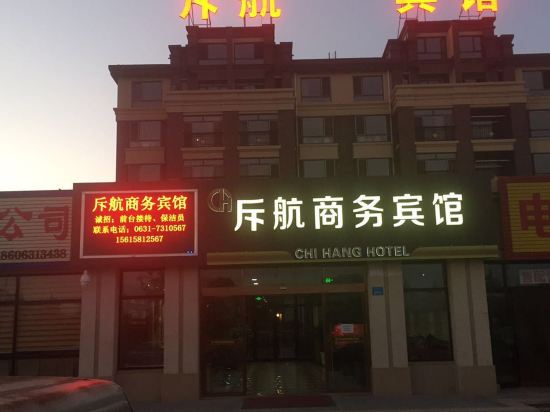 斥航 宾馆
斥航商务宾馆
诚招：前台接待、保洁员
联系电话：0631-7310567
15615812567
CH
斥航商务宾馆
CHI HANG HOTEL
公司
8606313438
电